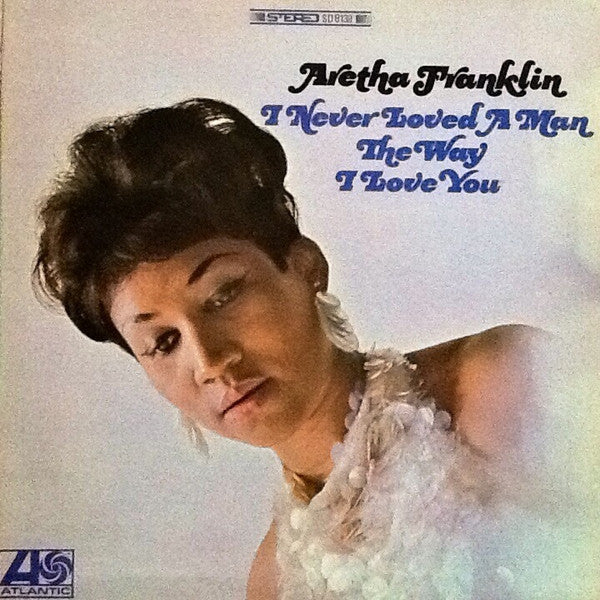 STEREO SD 8139
Aretha Franklin
I Never Loved A Man
The Way
I Love You
ATLANTIC